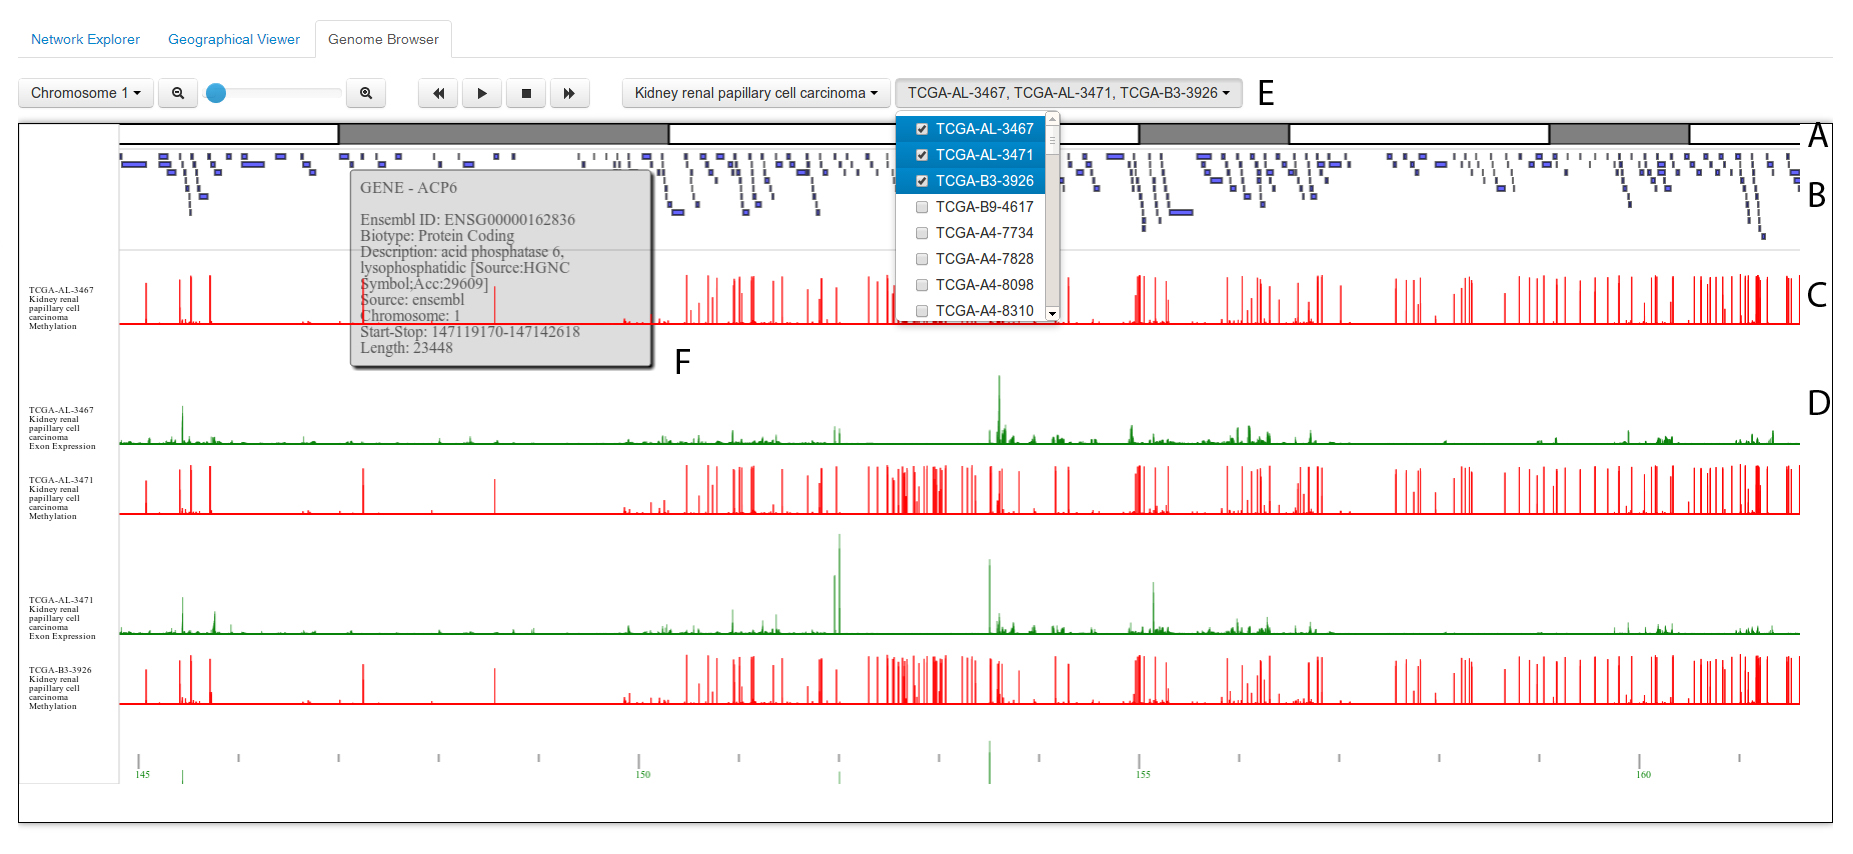 Network Explorer
Geographical Viewer
Genome Browser
Chromosome 1
Kidney renal papillary cell carcinoma
TCGA-AL-3467, TCGA-AL-3471, TCGA-B3-3926
E
TCGA-AL-3467
TCGA-AL-3471
TCGA-B3-3926
TCGA-B9-4617
TCGA-A4-7734
TCGA-A4-7828
TCGA-A4-8098
TCGA-A4-8310
A
B
GENE - ACP6
Ensembl ID: ENSG00000162836
Biotype: Protein Coding
Description: acid phosphatase 6,
lysophosphatidic [Source:HGNC
Symbol;Acc:29609]
Source: ensembl
Chromosome: 1
Start-Stop: 147119170-147142618
Length: 23448
TCGA-AL-3467
Kidney renal
papillary cell
carcinoma
Methylation
C
F
TCGA-AL-3467
Kidney renal
papillary cell
carcinoma
Exon Expression
D
TCGA-AL-3471
Kidney renal
papillary cell
carcinoma
Methylation
TCGA-AL-3471
Kidney renal
papillary cell
carcinoma
Exon Expression
TCGA-B3-3926
Kidney renal
papillary cell
carcinoma
Methylation
145
150
155
160